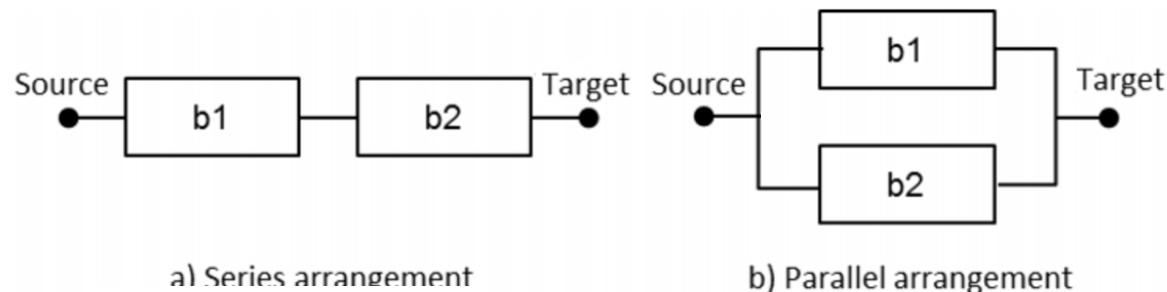 Source
b1
b2
Target
a) Series arrangement
Source
b1
b2
Target
b) Parallel arrangement